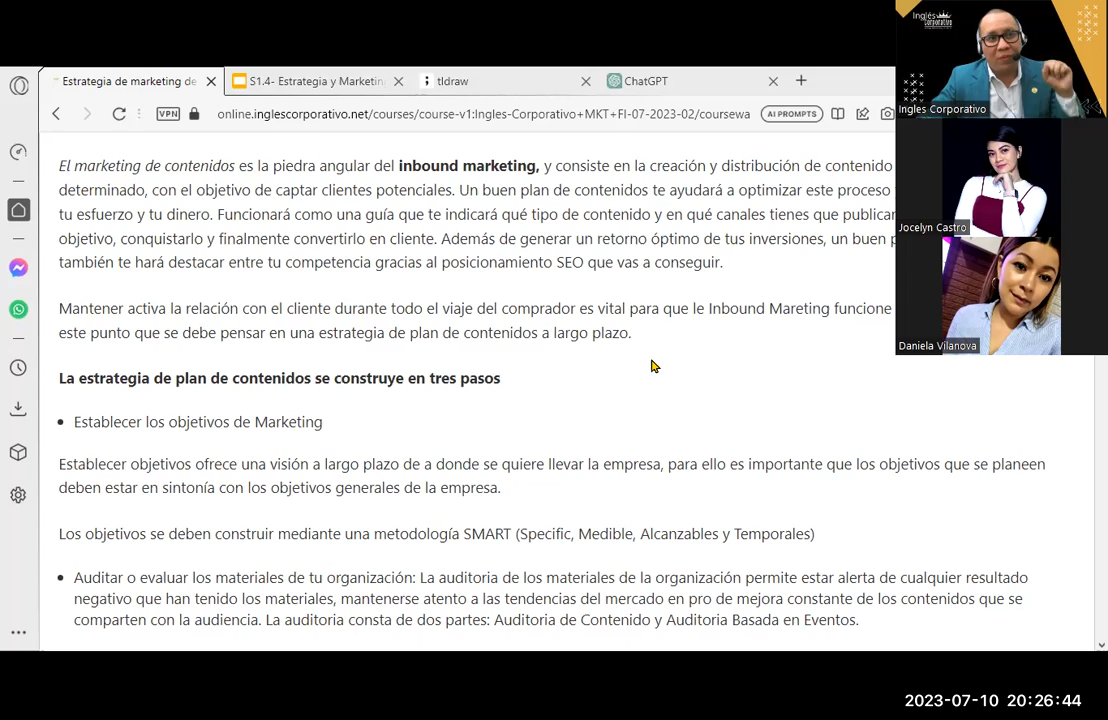 Estrategia de marketing de
S1.4- Estrategia y Marketin
tldraw
ChatGPT
VPN
online.inglescorporativo.net/courses/course-v1:Ingles-Corporativo+MKT+FI-07-2023-02/coursewa
AI PROMPTS
Inglés
Corporativo
Ingles Corporativo
Jocelyn Castro
Daniela Vilanova
El marketing de contenidos es la piedra angular del inbound marketing, y consiste en la creación y distribución de contenido
determinado, con el objetivo de captar clientes potenciales. Un buen plan de contenidos te ayudará a optimizar este proceso
tu esfuerzo y tu dinero. Funcionará como una guía que te indicará qué tipo de contenido y en qué canales tienes que publicar
objetivo, conquistarlo y finalmente convertirlo en cliente. Además de generar un retorno óptimo de tus inversiones, un buen
también te hará destacar entre tu competencia gracias al posicionamiento SEO que vas a conseguir.
Mantener activa la relación con el cliente durante todo el viaje del comprador es vital para que le Inbound Mareting funcione
este punto que se debe pensar en una estrategia de plan de contenidos a largo plazo.
La estrategia de plan de contenidos se construye en tres pasos
• Establecer los objetivos de Marketing
Establecer objetivos ofrece una visión a largo plazo de a donde se quiere llevar la empresa, para ello es importante que los objetivos que se planeen
deben estar en sintonía con los objetivos generales de la empresa.
Los objetivos se deben construir mediante una metodología SMART (Specific, Medible, Alcanzables y Temporales)
• Auditar o evaluar los materiales de tu organización: La auditoria de los materiales de la organización permite estar alerta de cualquier resultado
negativo que han tenido los materiales, mantenerse atento a las tendencias del mercado en pro de mejora constante de los contenidos que se
comparten con la audiencia. La auditoria consta de dos partes: Auditoria de Contenido y Auditoria Basada en Eventos.
2023-07-10 20:26:44